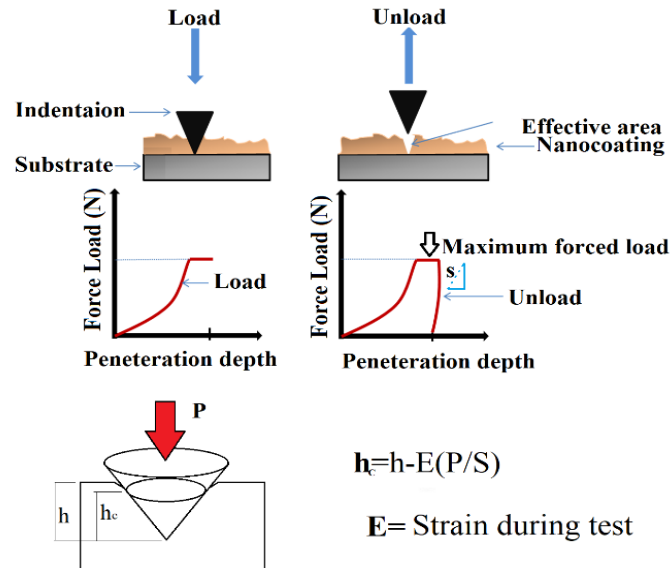 Load
Unload
Indentaion
Effective area
Nanocoating
Substrate
Force Load (N)
Load
Peneteration depth
Force Load (N)
Maximum forced load
s
Unload
Peneteration depth
P
h
hc
hc=h-E(P/S)
E= Strain during test